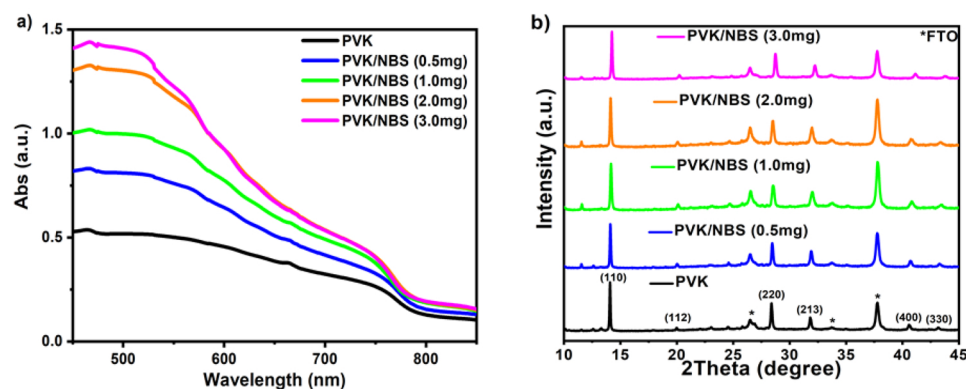 a)
1.5
1.0
0.5
0.0
Abs (a.u.)
500
600
700
800
Wavelength (nm)
PVK
PVK/NBS (0.5mg)
PVK/NBS (1.0mg)
PVK/NBS (2.0mg)
PVK/NBS (3.0mg)
b)
Intensity (a.u.)
PVK/NBS (3.0mg)
*FTO
PVK/NBS (2.0mg)
PVK/NBS (1.0mg)
PVK/NBS (0.5mg)
PVK
(110)
(112)
*
(220)
(213)
*
*
(400)
(330)
10
15
20
25
30
35
40
45
2Theta (degree)